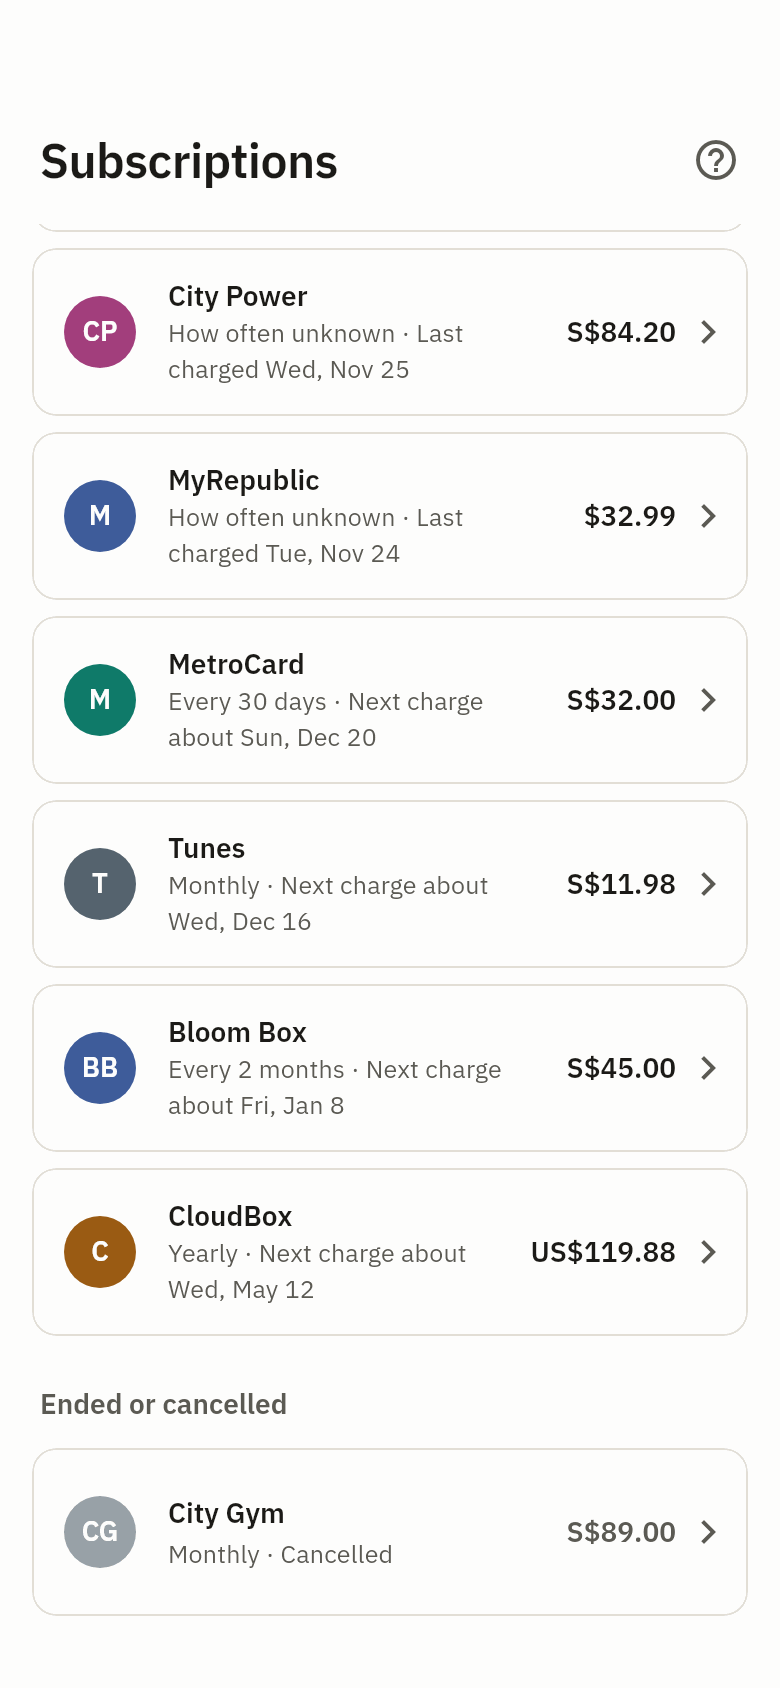 Subscriptions
CP
City Power
How often unknown · Last
charged Wed, Nov 25
S$84.20
M
MyRepublic
How often unknown · Last
charged Tue, Nov 24
$32.99
M
MetroCard
Every 30 days · Next charge
about Sun, Dec 20
S$32.00
T
Tunes
Monthly · Next charge about
Wed, Dec 16
S$11.98
BB
Bloom Box
Every 2 months · Next charge
about Fri, Jan 8
S$45.00
C
CloudBox
Yearly · Next charge about
Wed, May 12
US$119.88
Ended or cancelled
CG
City Gym
Monthly · Cancelled
S$89.00